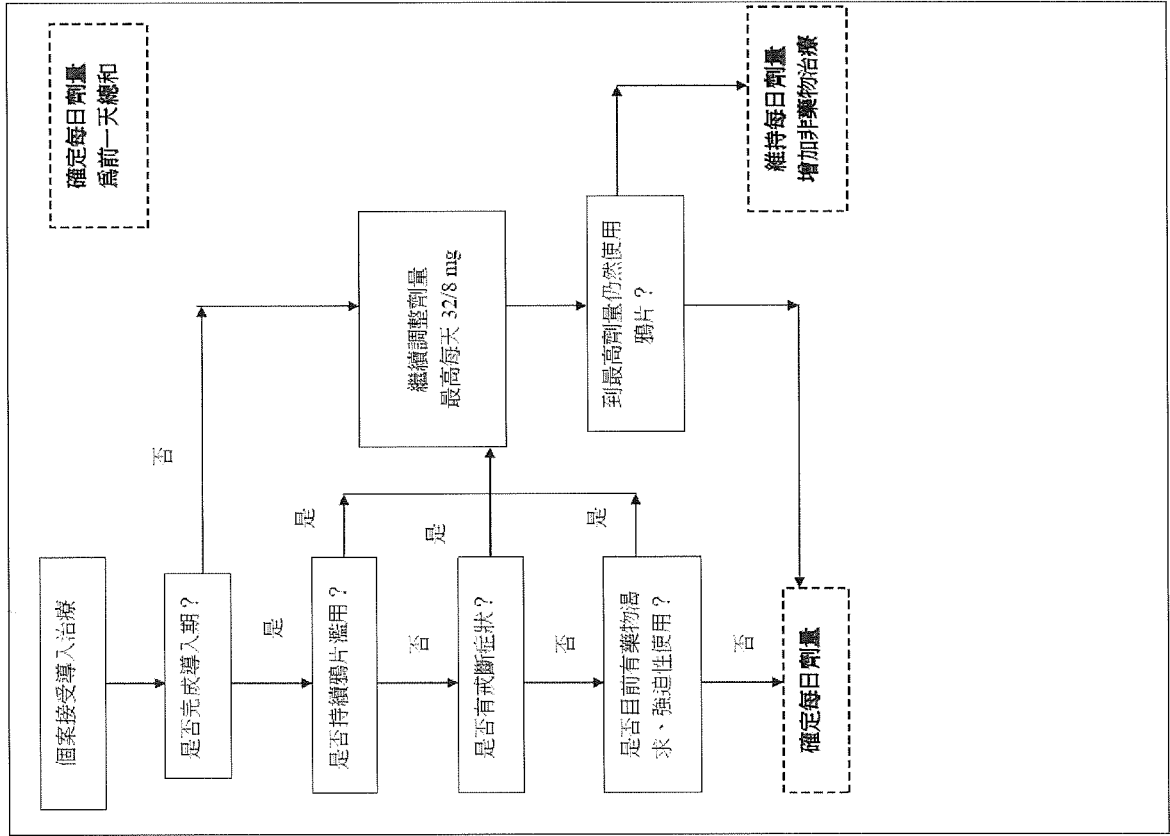 個案接受導入治療
是否完成導入期？
否
是
是否持續鴉片濫用？
是
否
是否有戒斷症狀？
是
否
是否目前有藥物渴
求、強迫性使用？
是
否
確定每日劑量
繼續調整劑量
最高每天 32/8 mg
到最高劑量仍然使用
鴉片？
確定每日劑量
為前一天總和
維持每日劑量
增加非藥物治療